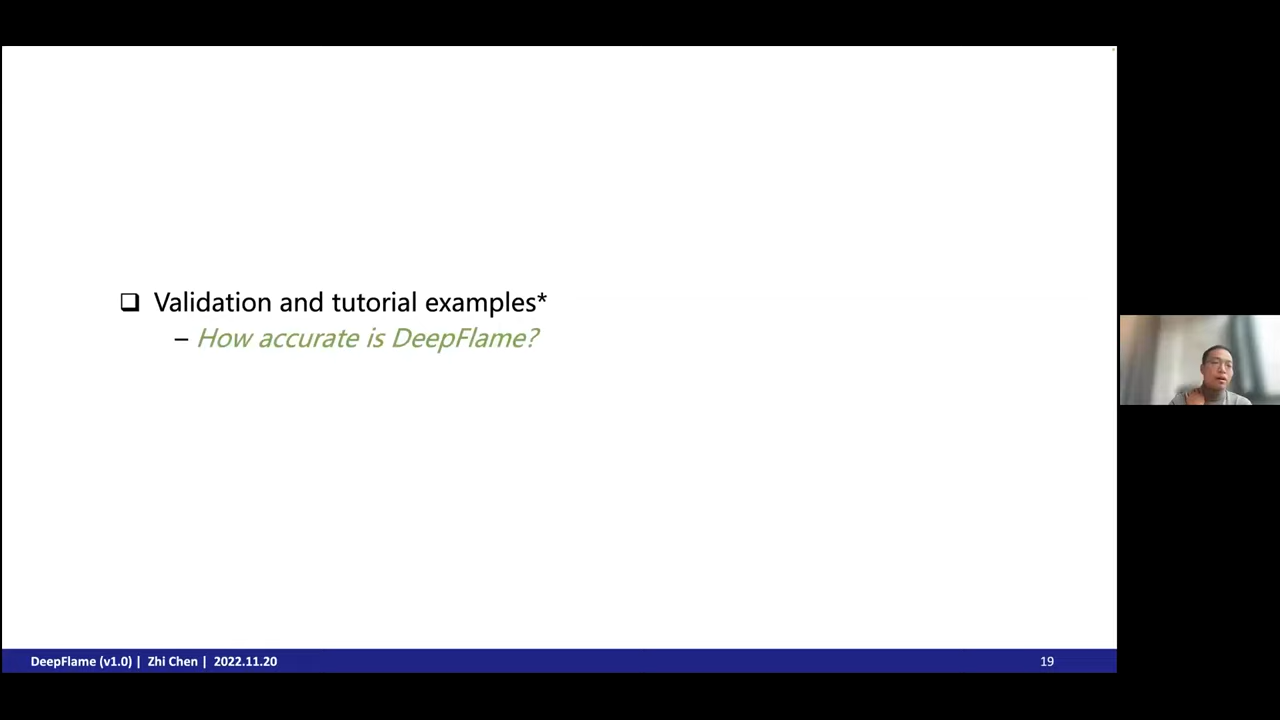 ❑ Validation and tutorial examples*
– How accurate is DeepFlame?
DeepFlame (v1.0) | Zhi Chen | 2022.11.20
19